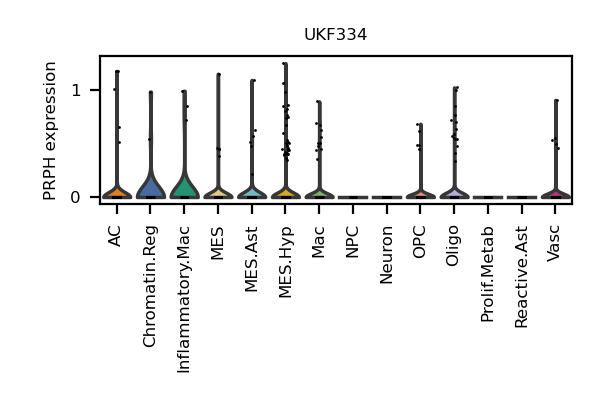 UKF334
PRPH expression
1
0
AC
Chromatin.Reg
Inflammatory.Mac
MES
MES.Ast
MES.Hyp
Mac
NPC
Neuron
OPC
Oligo
Prolif.Metab
Reactive.Ast
Vasc